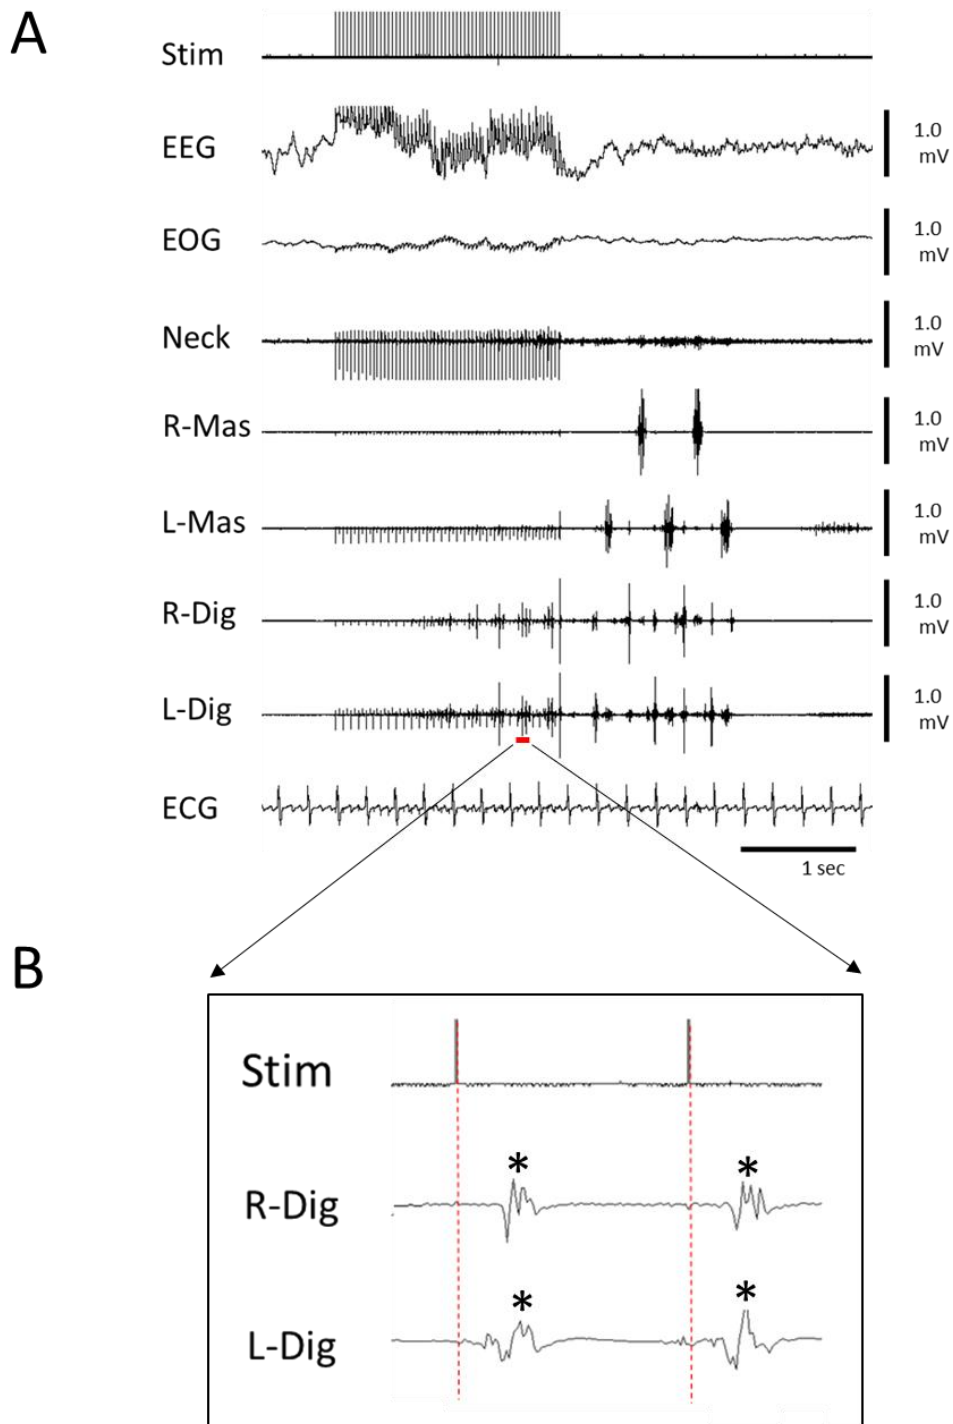 A
Stim
EEG
1.0
mV
EOG
1.0
mV
Neck
1.0
mV
R-Mas
1.0
mV
L-Mas
1.0
mV
R-Dig
1.0
mV
L-Dig
1.0
mV
ECG
1 sec
B
Stim
* *
R-Dig
* *
L-Dig